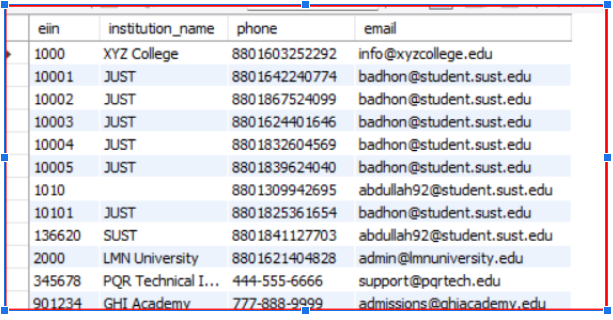 eiin institution_name phone email
1000 XYZ College 8801603252292 info@xyzcollege.edu
10001 JUST 8801642240774 badhon@student.sust.edu
10002 JUST 8801867524099 badhon@student.sust.edu
10003 JUST 8801624401646 badhon@student.sust.edu
10004 JUST 8801832604569 badhon@student.sust.edu
10005 JUST 8801839624040 badhon@student.sust.edu
1010 8801309942695 abdullah92@student.sust.edu
10101 JUST 8801825361654 badhon@student.sust.edu
136620 SUST 8801841127703 abdullah92@student.sust.edu
2000 LMN University 8801621404828 admin@lmnuniversity.edu
345678 PQR Technical I... 444-555-6666 support@pqrtech.edu
901234 GHI Academy 777-888-9999 admissions@ghiacademy.edu